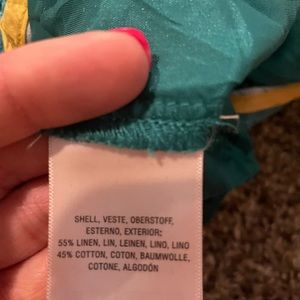 SHELL, VESTE, OBERSTOFF,
ESTERNO, EXTERIOR:
55% LINEN, LIN, LEINEN, LINO, LINO
45% COTTON, COTON, BAUMWOLLE,
COTONE, ALGODÓN